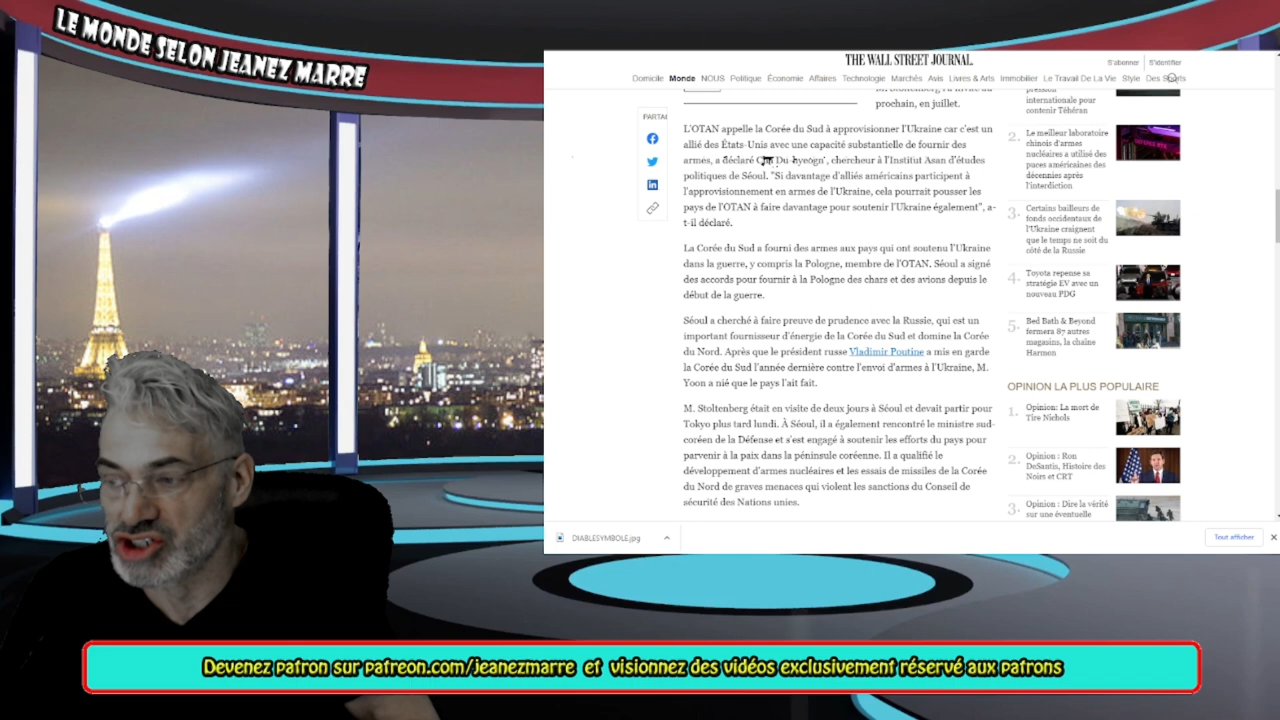 LE MONDE SELON JEANEZ MARRE
THE WALL STREET JOURNAL.
S'abonner
S'identifier
Domicile Monde NOUS Politique Économie Affaires Technologie Marchés Avis Livres & Arts Immobilier Le Travail De La Vie Style Des Sports
prochain, en juillet.
PARTA
L'OTAN appelle la Corée du Sud à approvisionner l'Ukraine car c'est un
allié des États-Unis avec une capacité substantielle de fournir des
armes, a déclaré Du-hyeogn', chercheur à l'Institut Asan d'études
politiques de Séoul. "Si davantage d'alliés américains participent à
l'approvisionnement en armes de l'Ukraine, cela pourrait pousser les
pays de l'OTAN à faire davantage pour soutenir l'Ukraine également", a-
t-il déclaré.
La Corée du Sud a fourni des armes aux pays qui ont soutenu l'Ukraine
dans la guerre, y compris la Pologne, membre de l'OTAN. Séoul a signé
des accords pour fournir à la Pologne des chars et des avions depuis le
début de la guerre.
Séoul a cherché à faire preuve de prudence avec la Russie, qui est un
important fournisseur d'énergie de la Corée du Sud et domine la Corée
du Nord. Après que le président russe Vladimir Poutine a mis en garde
la Corée du Sud l'année dernière contre l'envoi d'armes à l'Ukraine, M.
Yoon a nié que le pays l'ait fait.
M. Stoltenberg était en visite de deux jours à Séoul et devait partir pour
Tokyo plus tard lundi. À Séoul, il a également rencontré le ministre sud-
coréen de la Défense et s'est engagé à soutenir les efforts du pays pour
parvenir à la paix dans la péninsule coréenne. Il a qualifié le
développement d'armes nucléaires et les essais de missiles de la Corée
du Nord de graves menaces qui violent les sanctions du Conseil de
sécurité des Nations unies.
pression
internationale pour
contenir Téhéran
2. Le meilleur laboratoire
chinois d'armes
nucléaires a utilisé des
puces américaines des
décennies après
l'interdiction
3. Certains bailleurs de
fonds occidentaux de
l'Ukraine craignent
que le temps ne soit du
côté de la Russie
4. Toyota repense sa
stratégie EV avec un
nouveau PDG
5. Bed Bath & Beyond
fermera 87 autres
magasins, la chaîne
Harmon
OPINION LA PLUS POPULAIRE
1. Opinion: La mort de
Tire Nichols
2. Opinion : Ron
DeSantis, Histoire des
Noirs et CRT
3. Opinion : Dire la vérité
sur une éventuelle
DIABLESYMBOLE.jpg
Tout afficher
Devenez patron sur patreon.com/jeanezmarre et visionnez des vidéos exclusivement réservé aux patrons